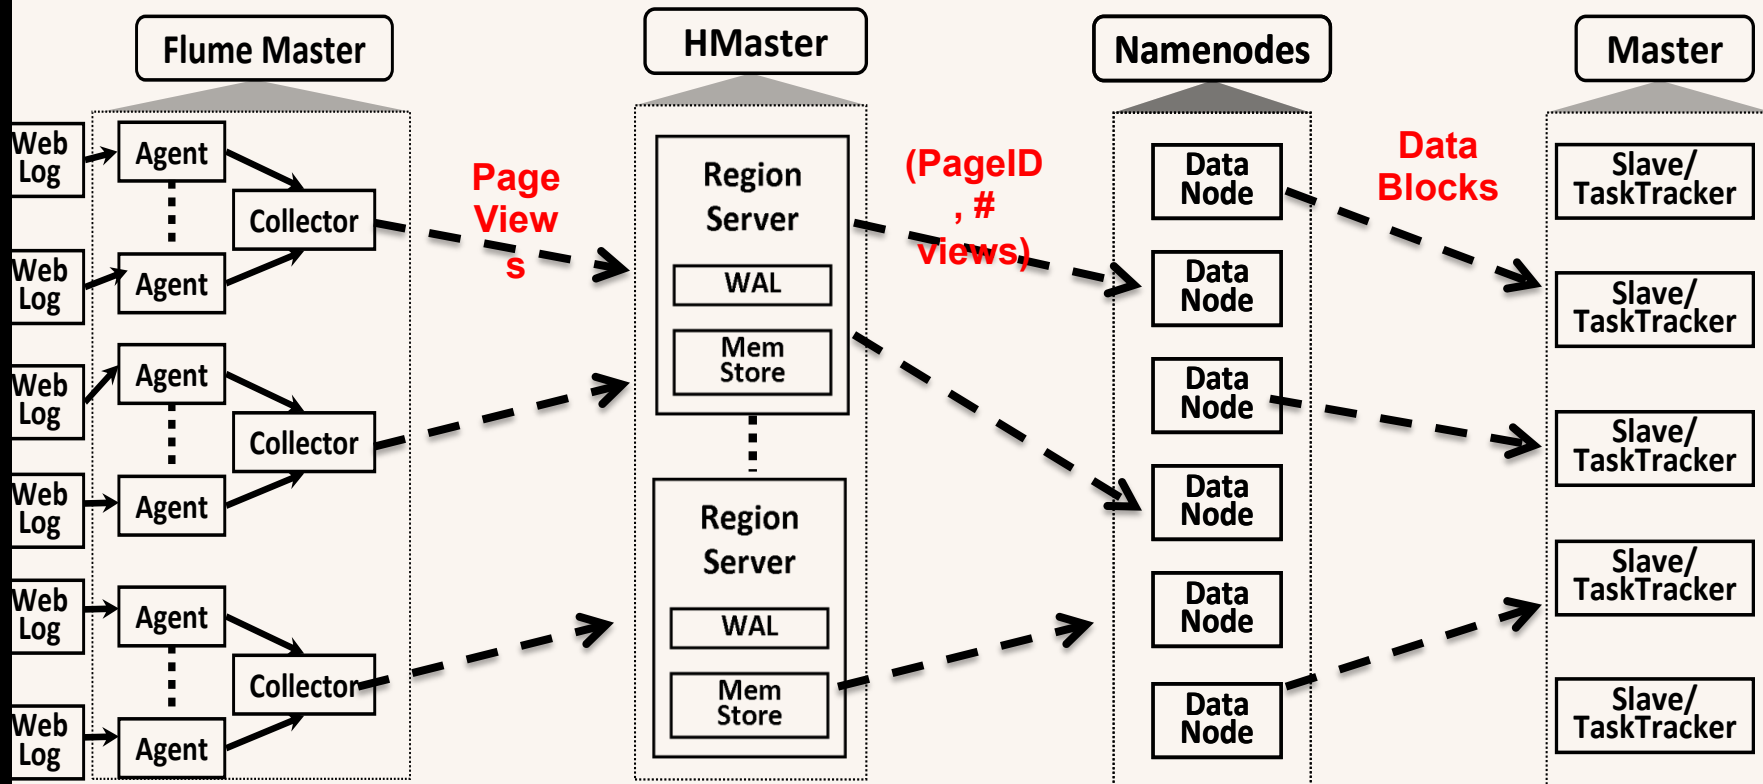 Flume Master
HMaster
Namenodes
Master
Web
Log
Agent
Web
Log
Agent
Collector
Web
Log
Agent
Web
Log
Agent
Collector
Web
Log
Agent
Web
Log
Agent
Collector
Page
View
s
Region
Server
WAL
Mem
Store
Region
Server
WAL
Mem
Store
(PageID
, #
views)
Data
Node
Data
Node
Data
Node
Data
Node
Data
Node
Data
Node
Data
Blocks
Slave/
TaskTracker
Slave/
TaskTracker
Slave/
TaskTracker
Slave/
TaskTracker
Slave/
TaskTracker